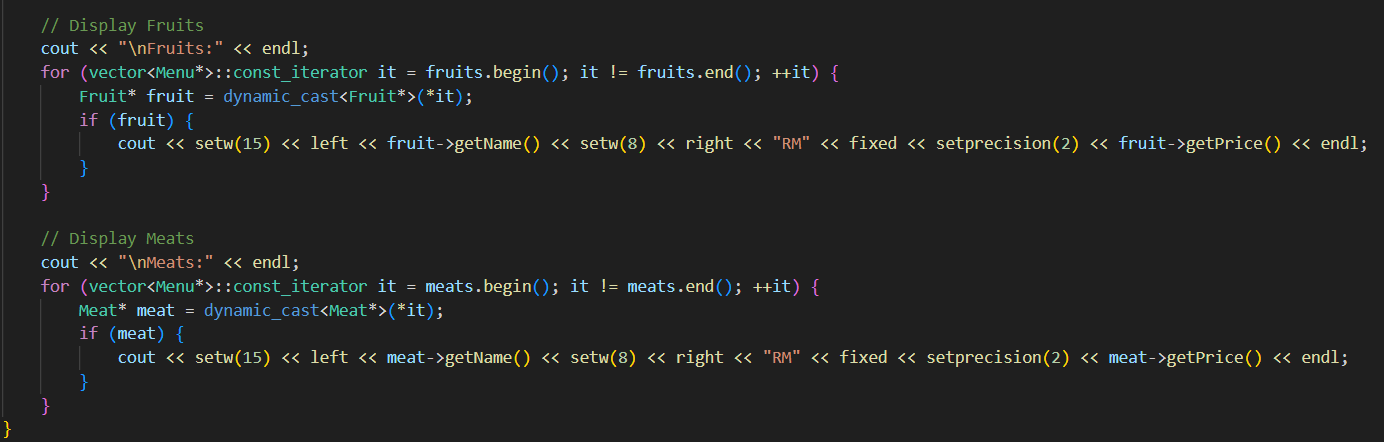 // Display Fruits
cout << "\nFruits:" << endl;
for (vector<Menu*>::const_iterator it = fruits.begin(); it != fruits.end(); ++it) {
    Fruit* fruit = dynamic_cast<Fruit*>(*it);
    if (fruit) {
        cout << setw(15) << left << fruit->getName() << setw(8) << right << "RM" << fixed << setprecision(2) << fruit->getPrice() << endl;
    }
}

// Display Meats
cout << "\nMeats:" << endl;
for (vector<Menu*>::const_iterator it = meats.begin(); it != meats.end(); ++it) {
    Meat* meat = dynamic_cast<Meat*>(*it);
    if (meat) {
        cout << setw(15) << left << meat->getName() << setw(8) << right << "RM" << fixed << setprecision(2) << meat->getPrice() << endl;
    }
}
}